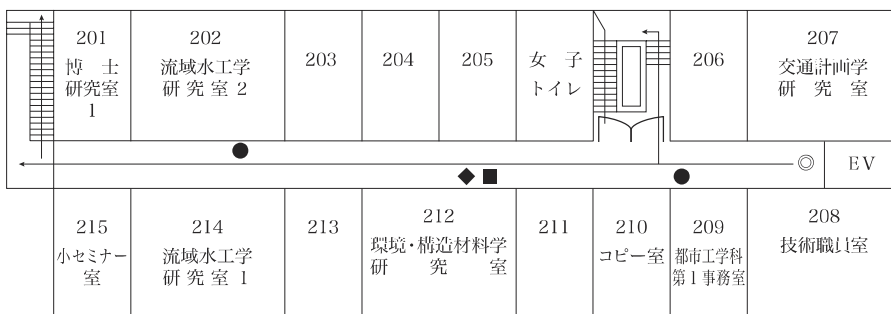 201
博士
研究室
1
202
流域水工学
研究室2
203
204
205
女子
トイレ
206
207
交通計画学
研究室
EV
215
小セミナー
室
214
流域水工学
研究室1
213
212
環境・構造材料学
研究室
211
210
コピー室
209
都市工学科
第1事務室
208
技術職員室